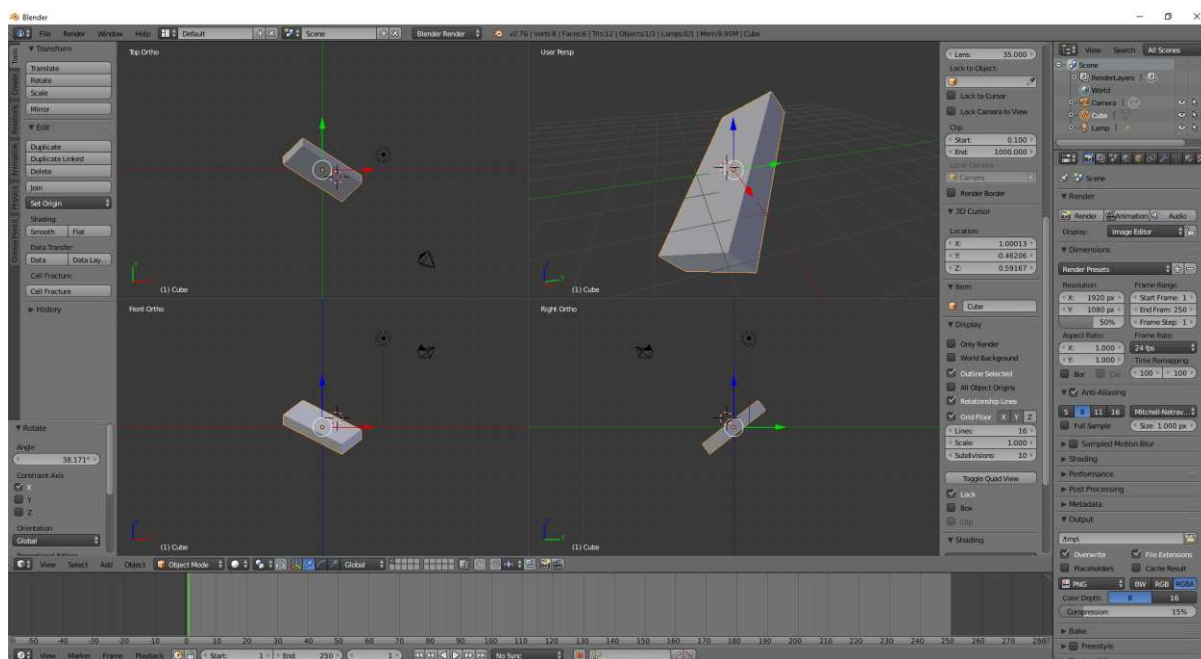 Blender
File Render Window Help Default Scene Blender Render v2.76 | Verts:8 | Faces:6 | Tris:12 | Objects:1/3 | Lamps:0/1 | Mem:9.90M | Cube
Tools
Create
Relations
Animation
Physics
Grease Pencil
Transform
Translate
Rotate
Scale
Mirror
Edit
Duplicate
Duplicate Linked
Delete
Join
Set Origin
Shading:
Smooth Flat
Data Transfer:
Data Data Lay...
Cell Fracture:
Cell Fracture
History
Rotate
Angle
38.171°
Constraint Axis
X
Y
Z
Orientation
Global
Top Ortho
(1) Cube
User Persp
Front Ortho
(1) Cube
Right Ortho
(1) Cube
Lens: 35.000
Lock to Object:
Lock to Cursor
Lock Camera to View
Clip:
Start: 0.100
End: 1000.000
Local Camera:
Camera
Render Border
3D Cursor
Location:
X: 1.00013
Y: -0.46206
Z: 0.59167
Item
Cube
Display
Only Render
World Background
Outline Selected
All Object Origins
Relationship Lines
Grid Floor X Y Z
Lines: 16
Scale: 1.000
Subdivisions: 10
Toggle Quad View
Lock
Box
Clip
Shading
View Search All Scenes
Scene
RenderLayers
World
Camera
Cube
Lamp
Scene
Render
Render Animation Audio
Display: Image Editor
Dimensions
Render Presets
Resolution: Frame Range:
X: 1920 px Start Frame: 1
Y: 1080 px End Fram: 250
50% Frame Step: 1
Aspect Ratio: Frame Rate:
X: 1.000 24 fps
Y: 1.000 Time Remapping:
Bor 100 100
Anti-Aliasing
5 8 11 16 Mitchell-Netrav...
Full Sample Size: 1.000 px
Sampled Motion Blur
Shading
Performance
Post Processing
Metadata
Output
/tmp\
Overwrite File Extensions
Placeholders Cache Result
PNG BW RGB RGBA
Color Depth: 8 16
Compression: 15%
Bake
Freestyle
View Select Add Object Object Mode Global
-50 -40 -30 -20 -10 0 10 20 30 40 50 60 70 80 90 100 110 120 130 140 150 160 170 180 190 200 210 220 230 240 250 260 270 280
View Marker Frame Playback Start: 1 End: 250 1 No Sync